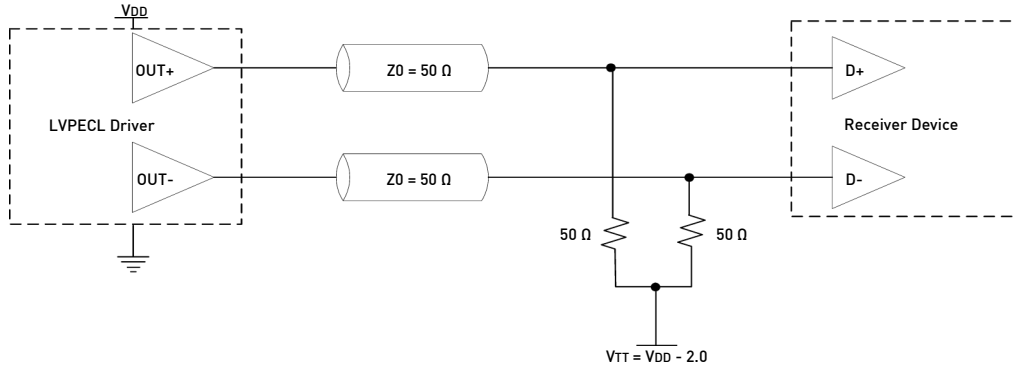 VDD
OUT+
Z0 = 50 Ω
D+
LVPECL Driver
Receiver Device
OUT-
Z0 = 50 Ω
D-
50 Ω
50 Ω
VTT = VDD - 2.0